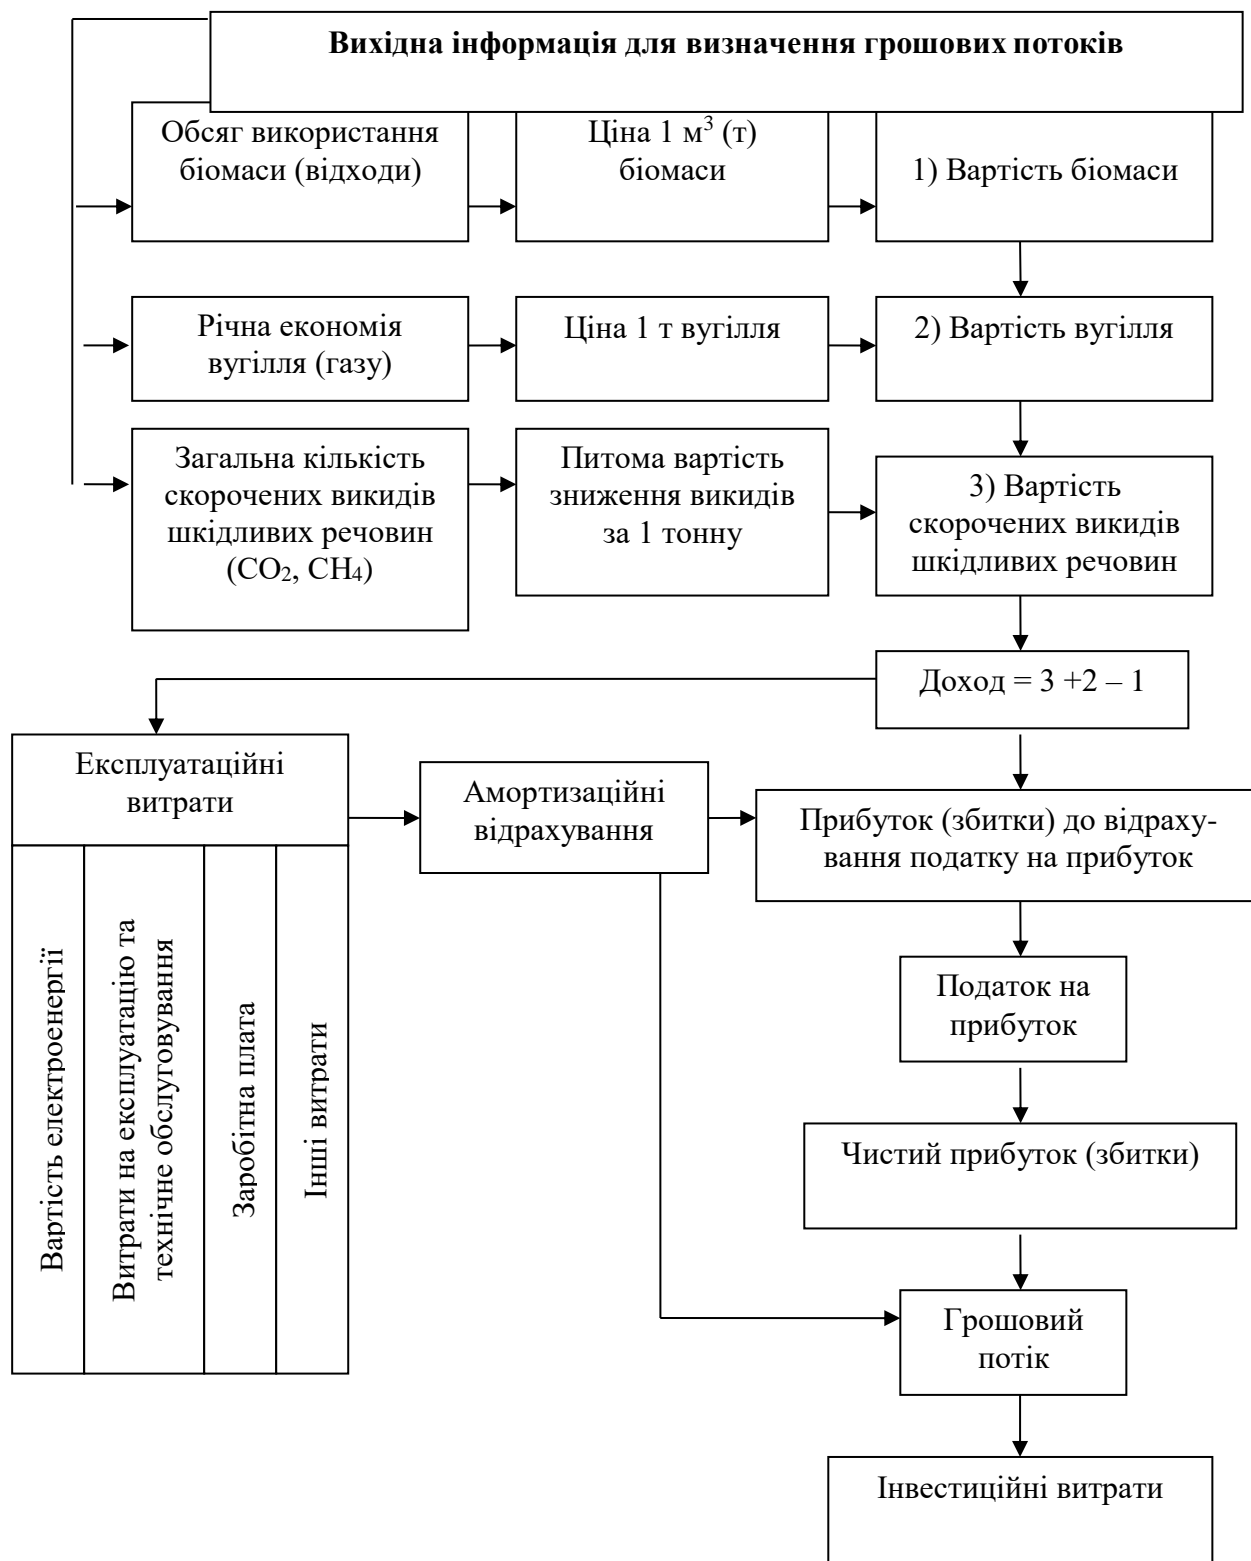 Вихідна інформація для визначення грошових потоків
Обсяг використання
біомаси (відходи)
Ціна 1 м³ (т)
біомаси
1) Вартість біомаси
Річна економія
вугілля (газу)
Ціна 1 т вугілля
2) Вартість вугілля
Загальна кількість
скорочених викидів
шкідливих речовин
(CO₂, CH₄)
Питома вартість
зниження викидів
за 1 тонну
3) Вартість
скорочених викидів
шкідливих речовин
Доход = 3 +2 – 1
Експлуатаційні
витрати
Амортизаційні
відрахування
Прибуток (збитки) до відраху-
вання податку на прибуток
Вартість електроенергії
Витрати на експлуатацію та
технічне обслуговування
Заробітна плата
Інші витрати
Податок на
прибуток
Чистий прибуток (збитки)
Грошовий
потік
Інвестиційні витрати